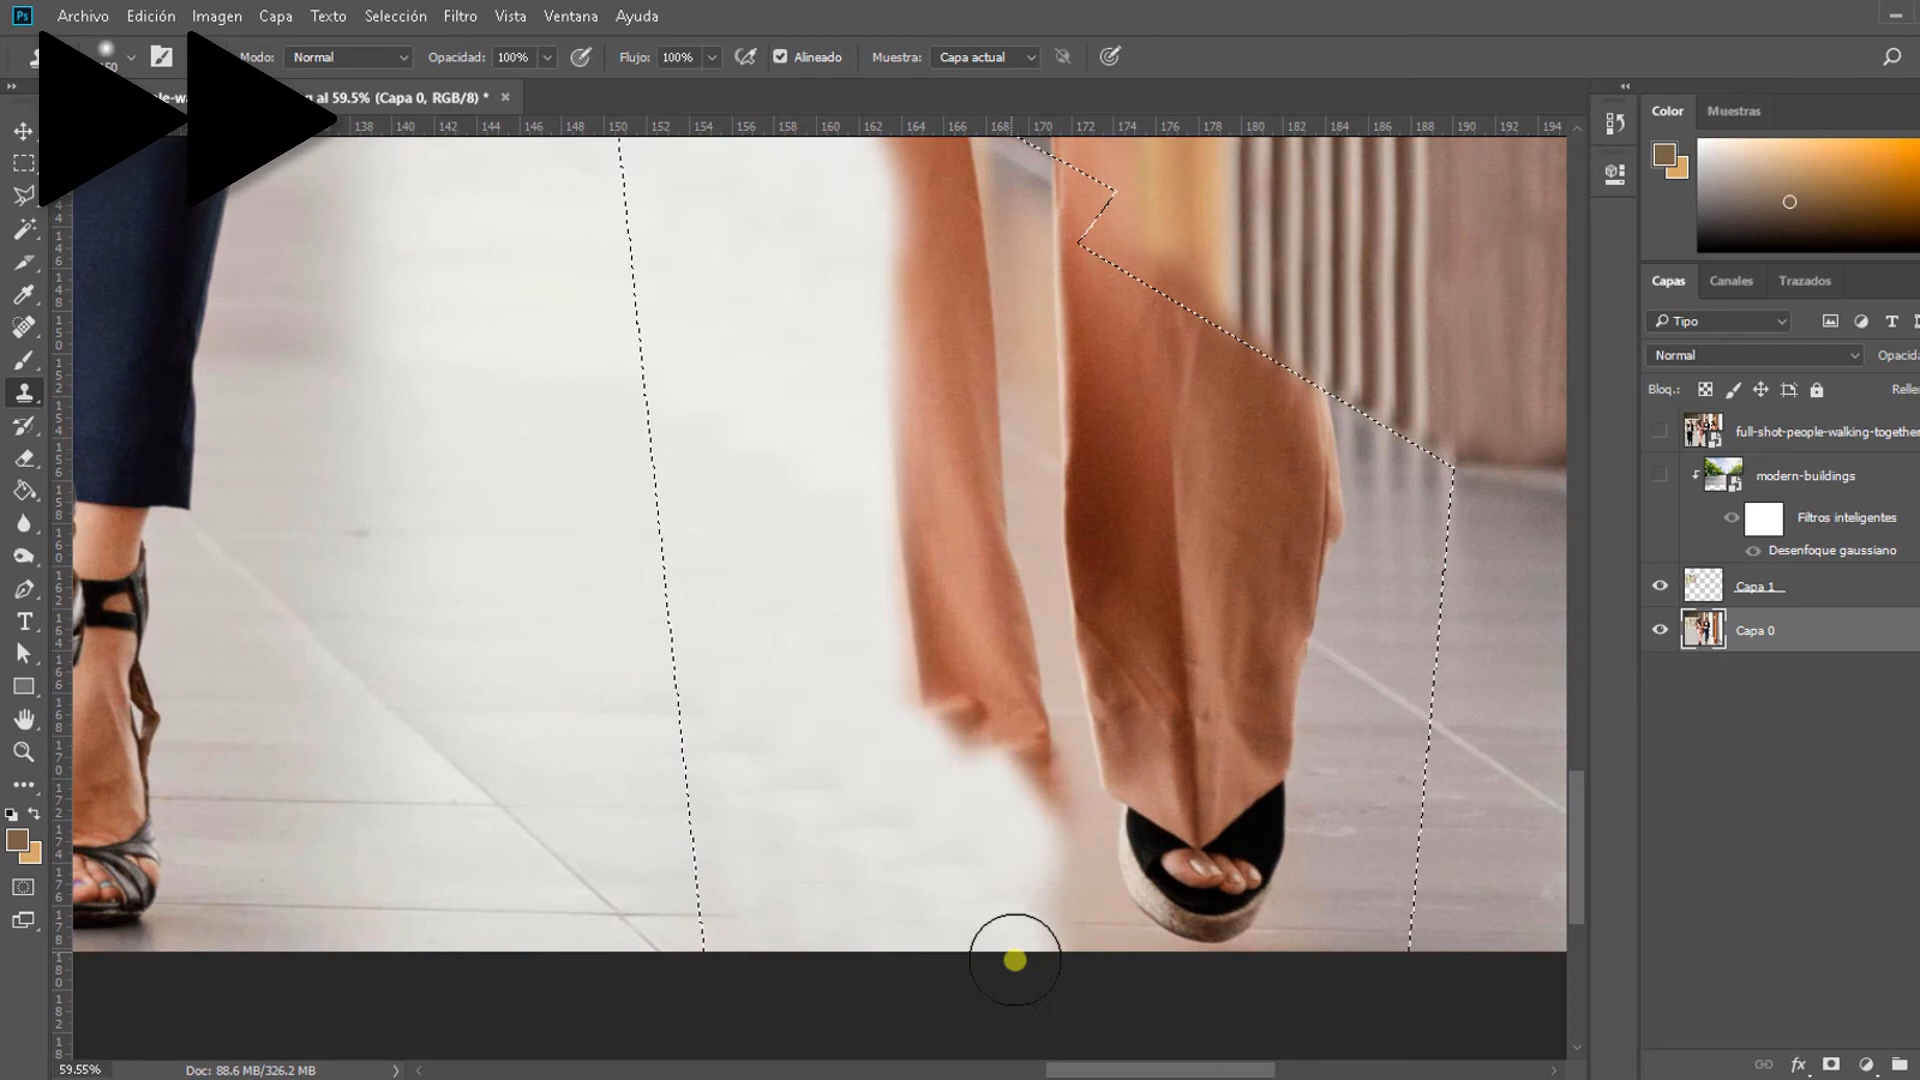 Ps Archivo Edición Imagen Capa Texto Selección Filtro Vista Ventana Ayuda
Modo: Normal Opacidad: 100% Flujo: 100% Alineado Muestra: Capa actual
al 59.5% (Capa 0, RGB/8) * ×
138 140 142 144 146 148 150 152 154 156 158 160 162 164 166 168 170 172 174 176 178 180 182 184 186 188 190 192 194
Color Muestras
Capas Canales Trazados
Tipo
Normal Opacida
Bloq.: Relle
full-shot-people-walking-together
modern-buildings
Filtros inteligentes
Desenfoque gaussiano
Capa 1
Capa 0
fx
59.55% Doc: 88.6 MB/326.2 MB